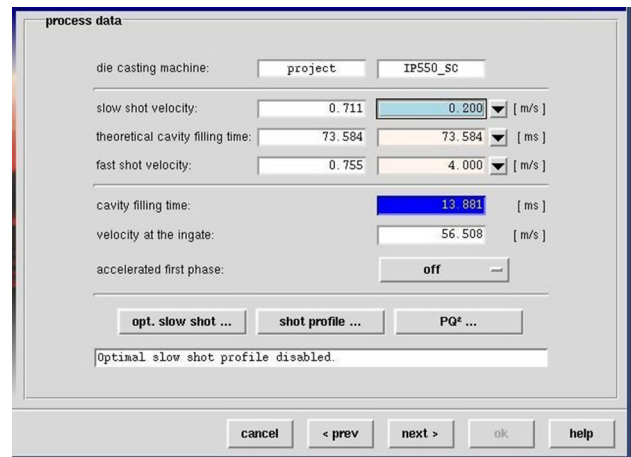 process data
die casting machine: project IP550_SC
slow shot velocity: 0.711 0.200 [ m/s ]
theoretical cavity filling time: 73.584 73.584 [ ms ]
fast shot velocity: 0.755 4.000 [ m/s ]
cavity filling time: 13.881 [ ms ]
velocity at the ingate: 56.508 [ m/s ]
accelerated first phase: off
opt. slow shot ... shot profile ... PQ² ...
Optimal slow shot profile disabled.
cancel < prev next > ok help